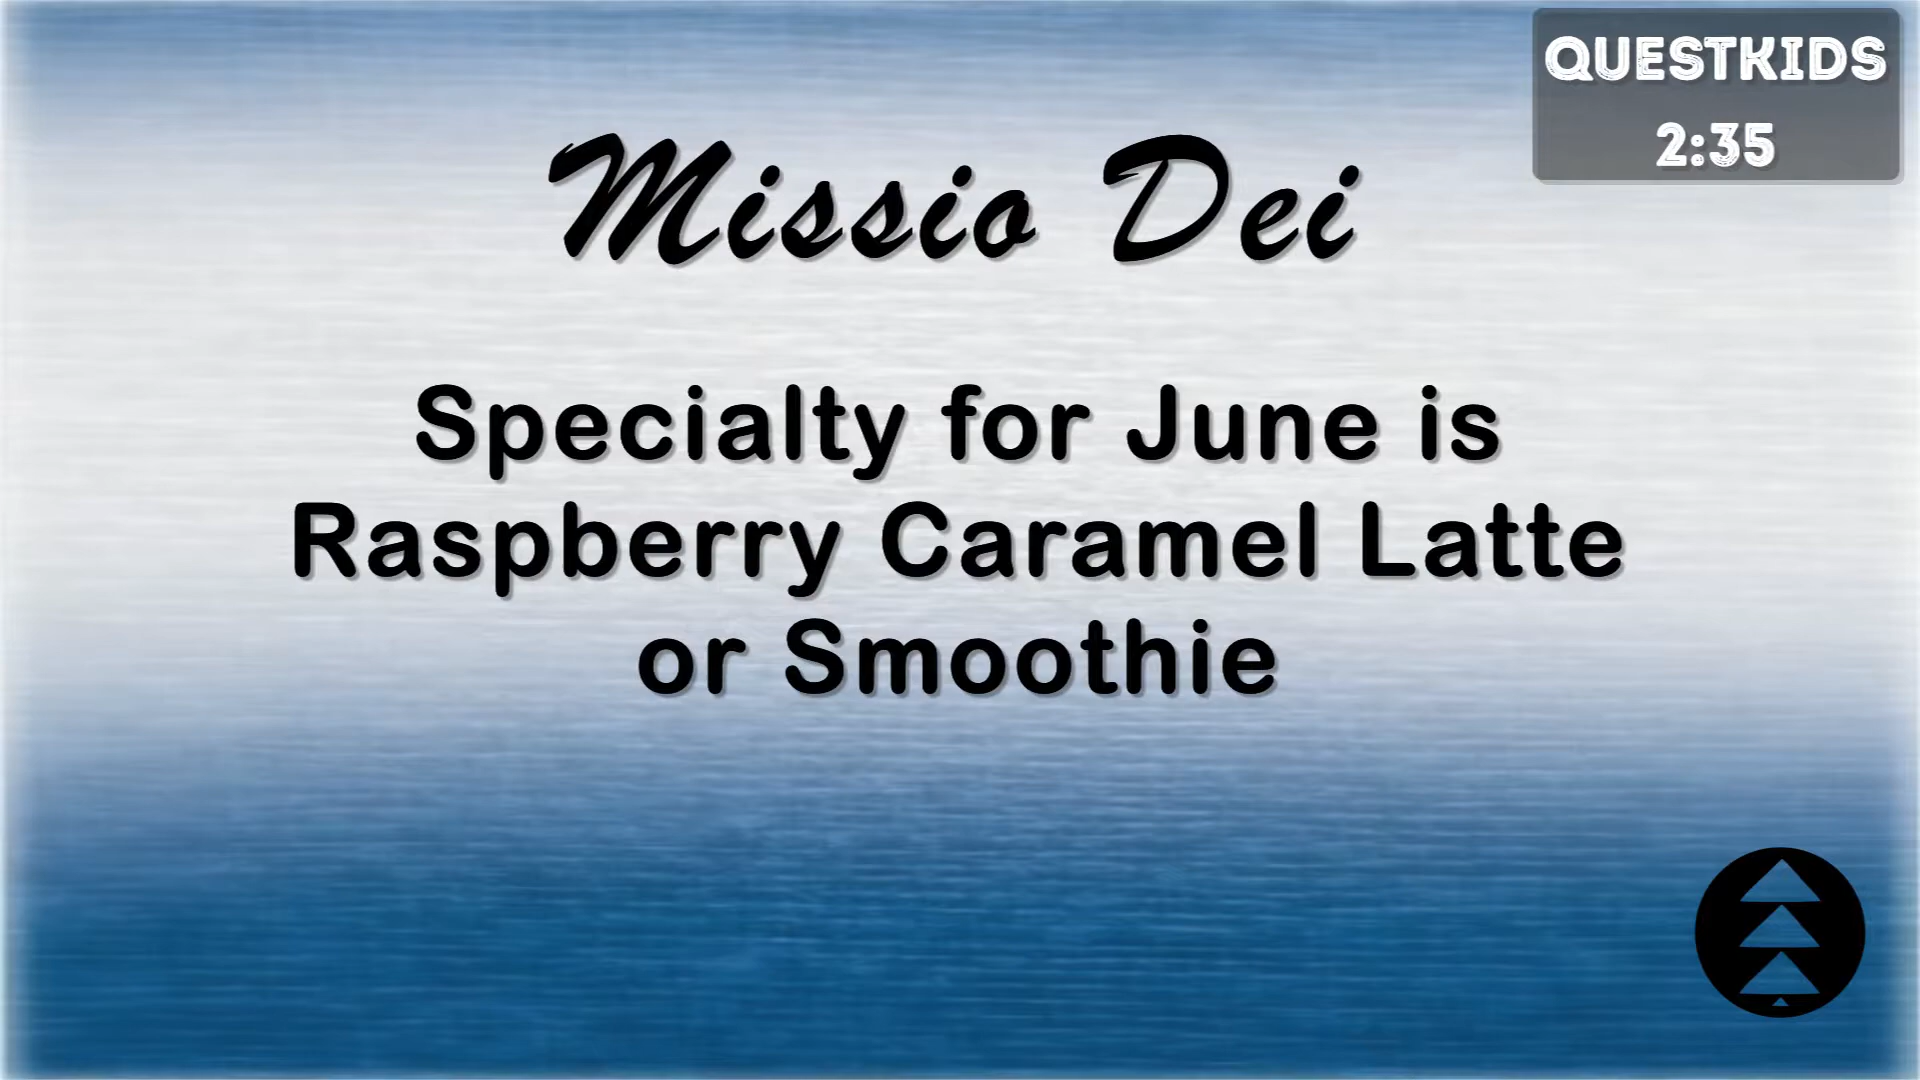 QUESTKIDS
2:35
Missio Dei
Specialty for June is
Raspberry Caramel Latte
or Smoothie